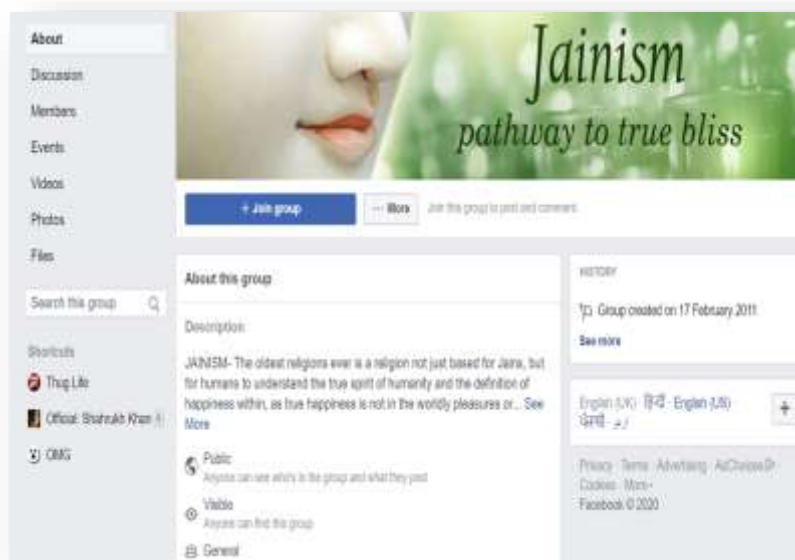 About
Discussion
Members
Events
Videos
Photos
Files
Search this group
Shortcuts
Thug Life
Official: Shahrukh Khan
OMG
Jainism
pathway to true bliss
+ Join group
··· More
Join this group to post and comment.
About this group
Description
JAINISM- The oldest religions ever is a religion not just based for Jains, but
for humans to understand the true spirit of humanity and the definition of
happiness within, as true happiness is not in the worldly pleasures or... See
More
Public
Anyone can see who's in the group and what they post
Visible
Anyone can find this group
General
HISTORY
Group created on 17 February 2011
See more
English (UK) · हिन्दी · English (US)
ਪੰਜਾਬੀ · اردو
+
Privacy · Terms · Advertising · AdChoices
Cookies · More
Facebook © 2020